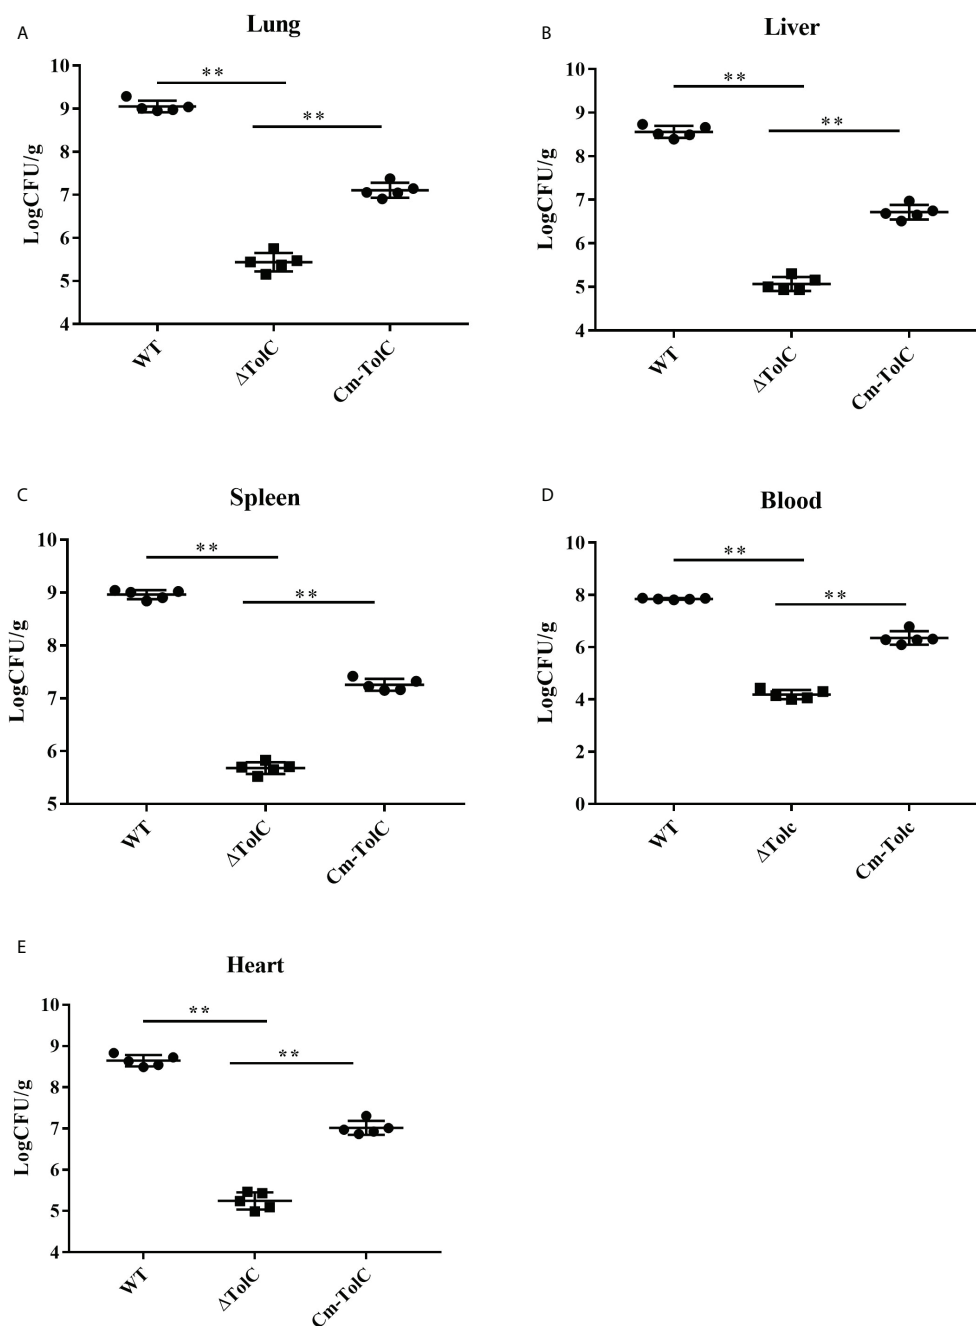 A
Lung
LogCFU/g
10
9
8
7
6
5
4
**
**
WT
ΔTolC
Cm-TolC
B
Liver
LogCFU/g
10
9
8
7
6
5
4
**
**
WT
ΔTolC
Cm-TolC
C
Spleen
LogCFU/g
10
9
8
7
6
5
**
**
WT
ΔTolC
Cm-TolC
D
Blood
LogCFU/g
10
8
6
4
2
0
**
**
WT
ΔTolc
Cm-Tolc
E
Heart
LogCFU/g
10
9
8
7
6
5
4
**
**
WT
ΔTolC
Cm-TolC